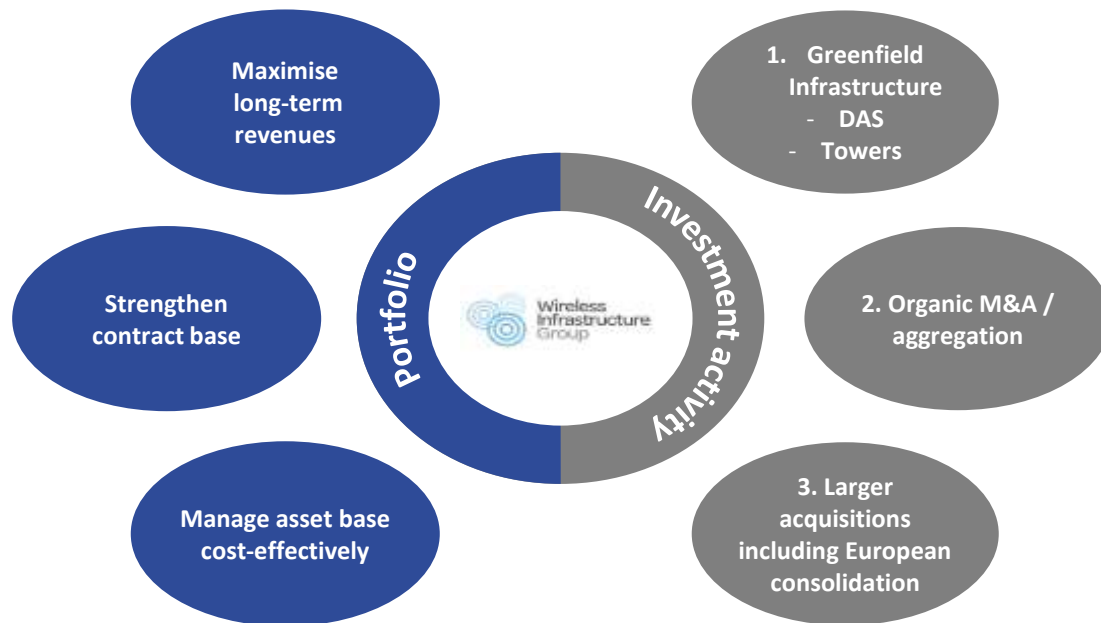 Maximise
long-term
revenues
Strengthen
contract base
Manage asset base
cost-effectively
Portfolio
Wireless
Infrastructure
Group
Investment activity
1. Greenfield
Infrastructure
- DAS
- Towers
2. Organic M&A /
aggregation
3. Larger
acquisitions
including European
consolidation